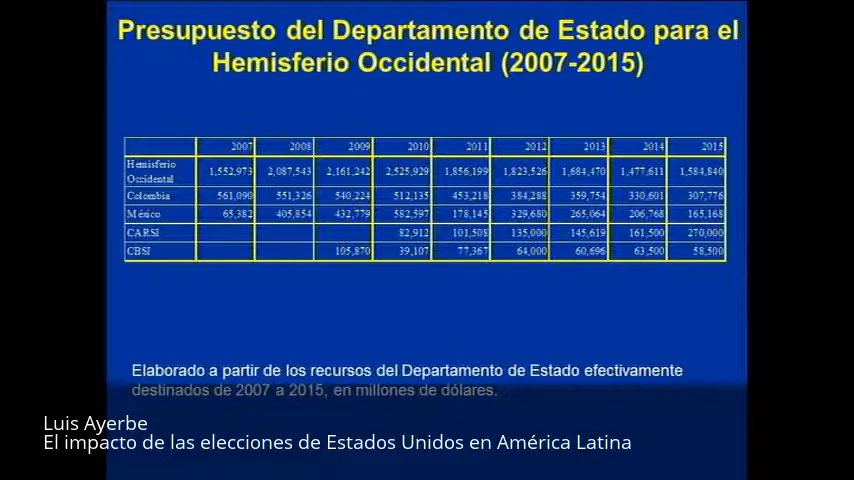 Presupuesto del Departamento de Estado para el
Hemisferio Occidental (2007-2015)
2007 2008 2009 2010 2011 2012 2013 2014 2015
Hemisferio
Occidental 1,552,973 2,087,543 2,161,242 2,525,929 1,856,199 1,823,526 1,684,470 1,477,611 1,584,840
Colombia 561,090 551,326 540,224 512,135 453,218 384,288 359,754 330,601 307,776
México 65,382 405,854 432,779 582,597 178,145 329,680 265,064 206,768 165,168
CARSI 82,912 101,508 135,000 145,619 161,500 270,000
CBSI 105,870 39,107 77,367 64,000 60,696 63,500 58,500
Elaborado a partir de los recursos del Departamento de Estado efectivamente
destinados de 2007 a 2015, en millones de dólares.
Luis Ayerbe
El impacto de las elecciones de Estados Unidos en América Latina